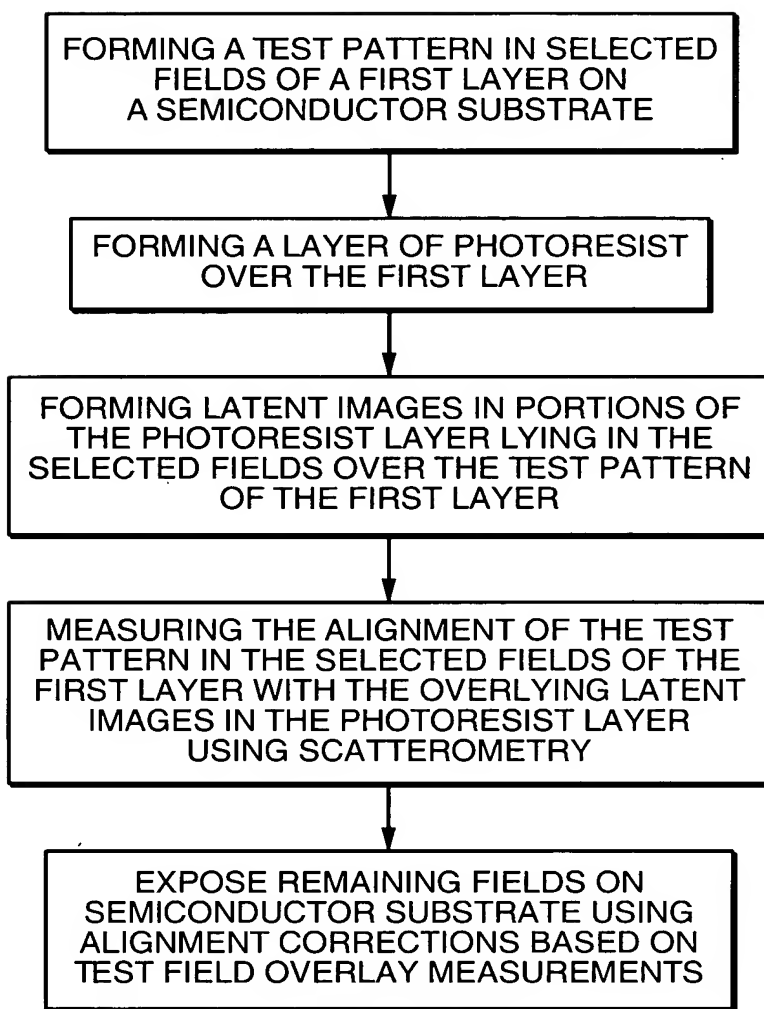 FORMING A TEST PATTERN IN SELECTED
FIELDS OF A FIRST LAYER ON
A SEMICONDUCTOR SUBSTRATE
FORMING A LAYER OF PHOTORESIST
OVER THE FIRST LAYER
FORMING LATENT IMAGES IN PORTIONS OF
THE PHOTORESIST LAYER LYING IN THE
SELECTED FIELDS OVER THE TEST PATTERN
OF THE FIRST LAYER
MEASURING THE ALIGNMENT OF THE TEST
PATTERN IN THE SELECTED FIELDS OF THE
FIRST LAYER WITH THE OVERLYING LATENT
IMAGES IN THE PHOTORESIST LAYER
USING SCATTEROMETRY
EXPOSE REMAINING FIELDS ON
SEMICONDUCTOR SUBSTRATE USING
ALIGNMENT CORRECTIONS BASED ON
TEST FIELD OVERLAY MEASUREMENTS